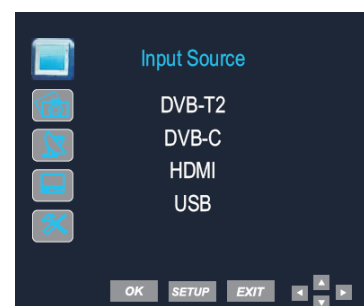 Input Source
DVB-T2
DVB-C
HDMI
USB
OK SETUP EXIT